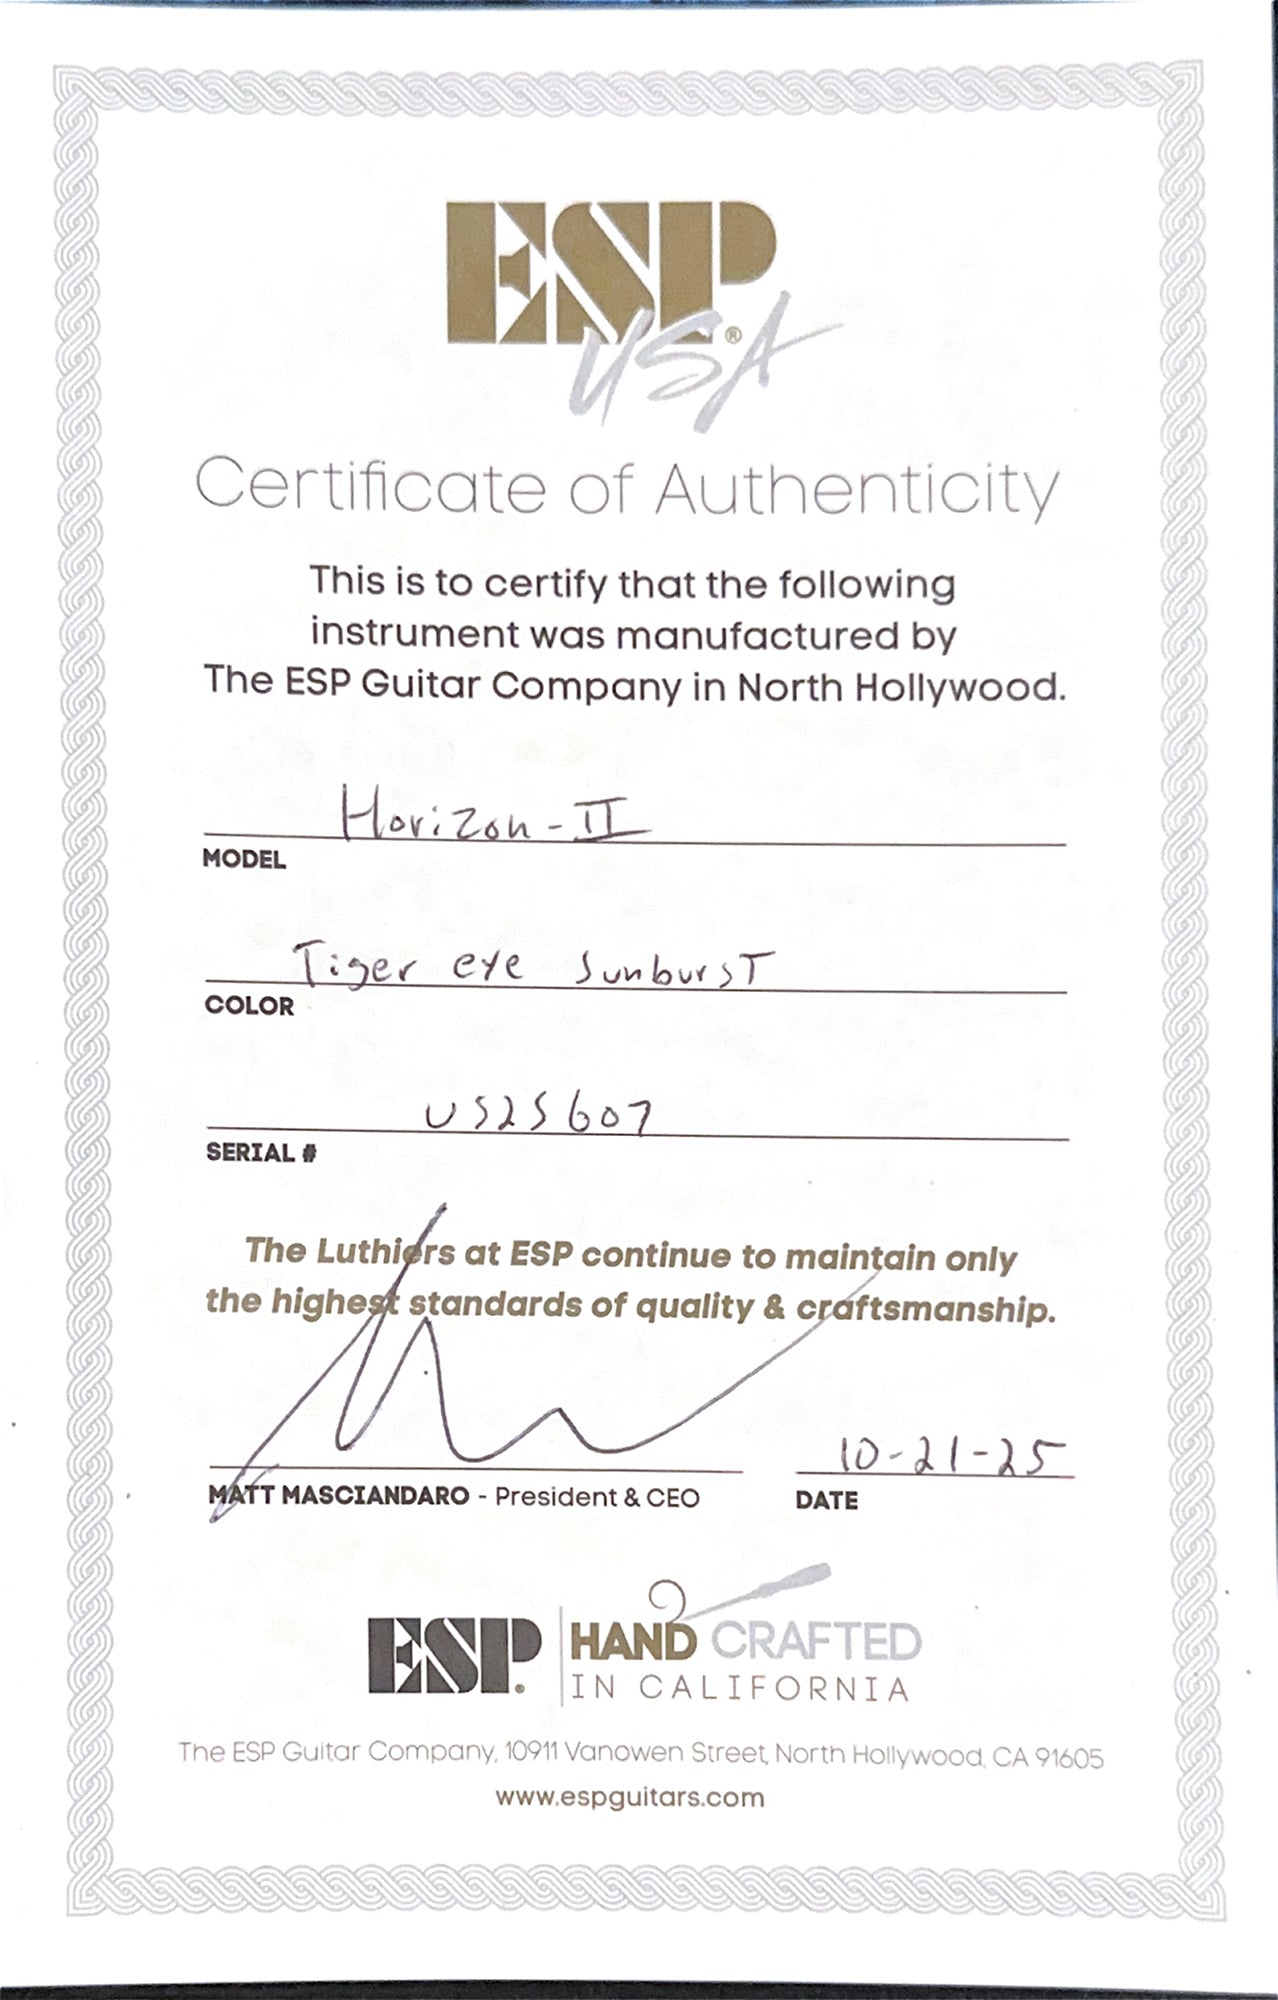 ESP
USA
®
Certificate of Authenticity
This is to certify that the following
instrument was manufactured by
The ESP Guitar Company in North Hollywood.
Horizon-II
MODEL
Tiger eye Sunburst
COLOR
US25607
SERIAL #
The Luthiers at ESP continue to maintain only
the highest standards of quality & craftsmanship.
10-21-25
MATT MASCIANDARO - President & CEO
DATE
ESP
HAND CRAFTED
IN CALIFORNIA
The ESP Guitar Company, 10911 Vanowen Street, North Hollywood, CA 91605
www.espguitars.com